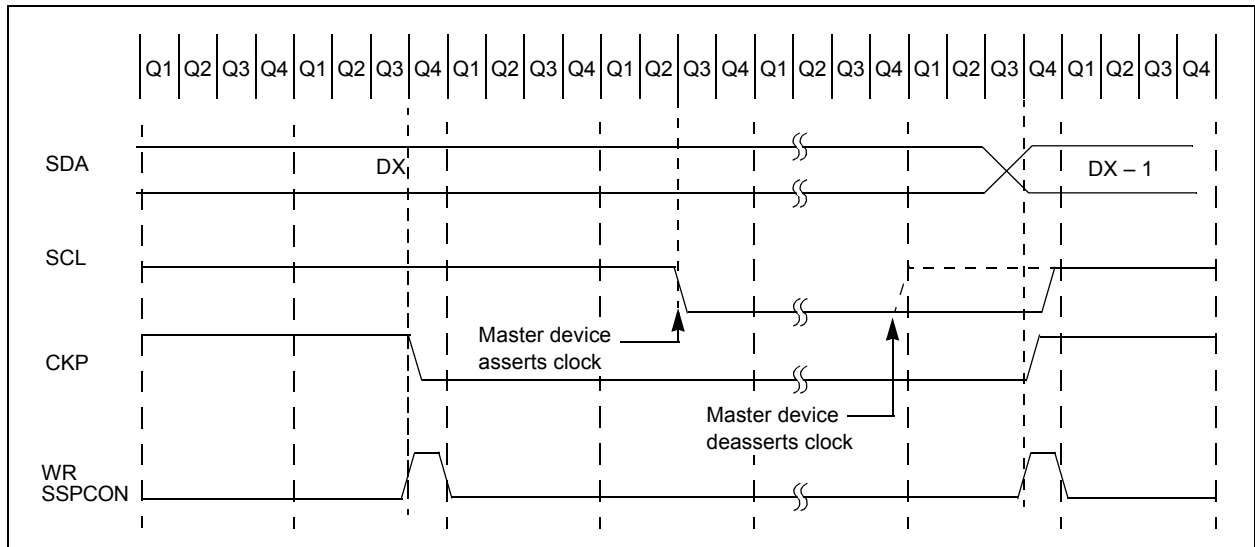 Q1 Q2 Q3 Q4 Q1 Q2 Q3 Q4 Q1 Q2 Q3 Q4 Q1 Q2 Q3 Q4 Q1 Q2 Q3 Q4 Q1 Q2 Q3 Q4 Q1 Q2 Q3 Q4
SDA
DX
DX – 1
SCL
Master device
asserts clock
CKP
Master device
deasserts clock
WR
SSPCON